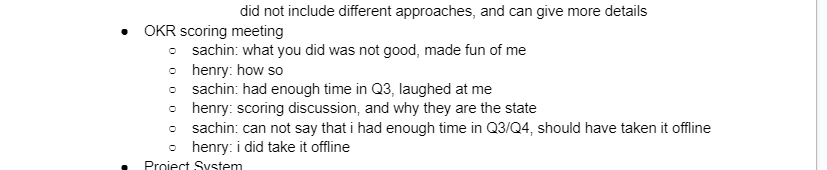 did not include different approaches, and can give more details
● OKR scoring meeting
○ sachin: what you did was not good, made fun of me
○ henry: how so
○ sachin: had enough time in Q3, laughed at me
○ henry: scoring discussion, and why they are the state
○ sachin: can not say that i had enough time in Q3/Q4, should have taken it offline
○ henry: i did take it offline
● Project System